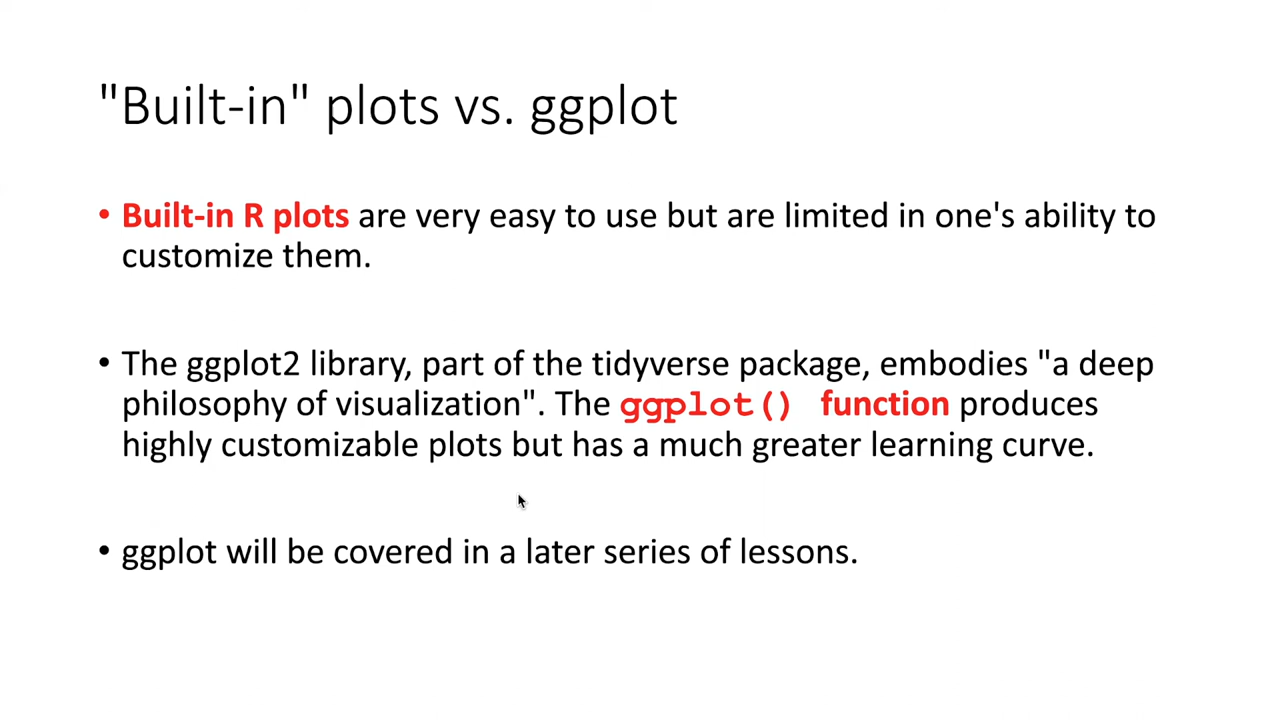 "Built-in" plots vs. ggplot
• Built-in R plots are very easy to use but are limited in one's ability to
customize them.
• The ggplot2 library, part of the tidyverse package, embodies "a deep
philosophy of visualization". The ggplot() function produces
highly customizable plots but has a much greater learning curve.
• ggplot will be covered in a later series of lessons.